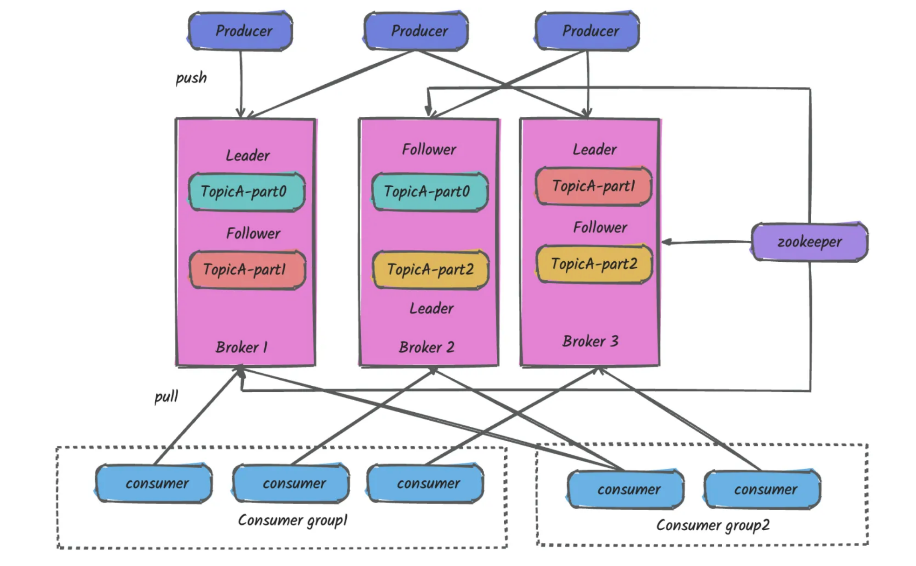 Producer
Producer
Producer
push
Leader
TopicA-part0
Follower
TopicA-part1
Broker 1
Follower
TopicA-part0
TopicA-part2
Leader
Broker 2
Leader
TopicA-part1
Follower
TopicA-part2
Broker 3
zookeeper
pull
consumer
consumer
consumer
Consumer group1
consumer
consumer
Consumer group2